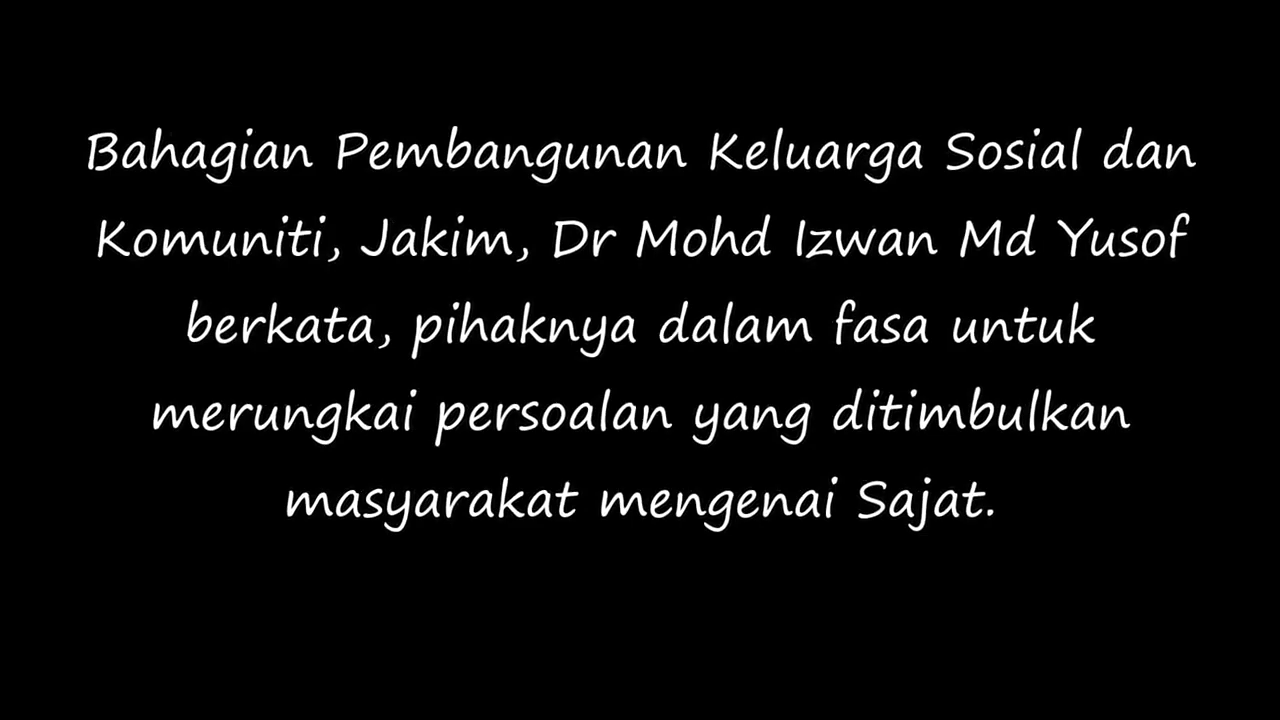 Bahagian Pembangunan Keluarga Sosial dan
Komuniti, Jakim, Dr Mohd Izwan Md Yusof
berkata, pihaknya dalam fasa untuk
merungkai persoalan yang ditimbulkan
masyarakat mengenai Sajat.